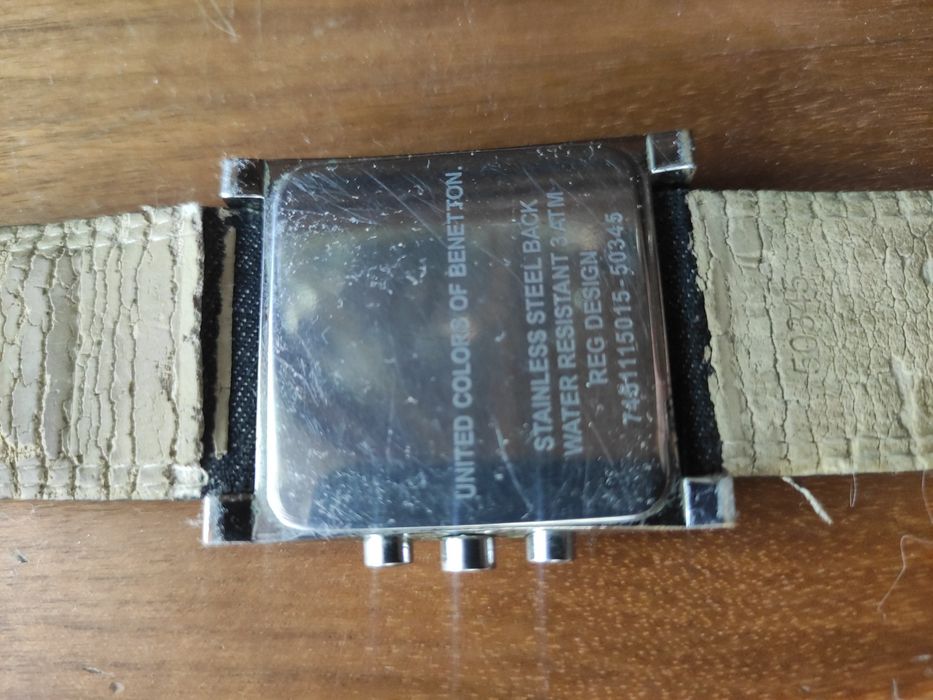 UNITED COLORS OF BENETTON.
STAINLESS STEEL BACK
WATER RESISTANT 3 ATM
REG DESIGN
7451115015-50345